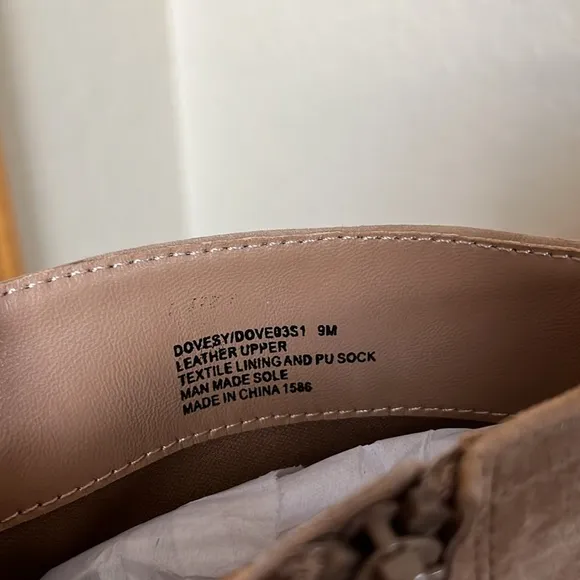 DOVESY/DOVE03S1 9M
LEATHER UPPER
TEXTILE LINING AND PU SOCK
MAN MADE SOLE
MADE IN CHINA 1586